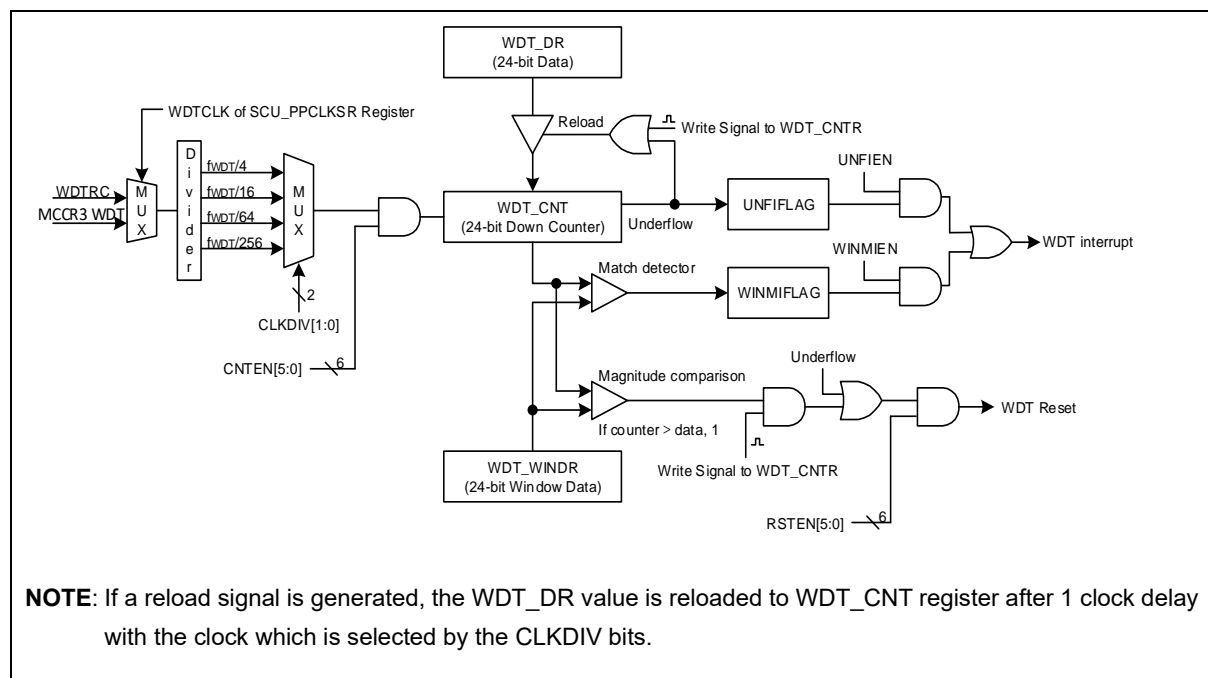 WDT_DR
(24-bit Data)
WDTCLK of SCU_PPCLKSR Register
Reload
Write Signal to WDT_CNTR
Divider
fWDT/4
fWDT/16
fWDT/64
fWDT/256
MUX
MUX
WDTRC
MCCR3 WDT
WDT_CNT
(24-bit Down Counter)
Underflow
UNFIEN
UNFIFLAG
WDT interrupt
Match detector
WINMIEN
WINMIFLAG
2
CLKDIV[1:0]
CNTEN[5:0]
6
Underflow
Magnitude comparison
WDT Reset
If counter > data, 1
WDT_WINDR
(24-bit Window Data)
Write Signal to WDT_CNTR
RSTEN[5:0]
6
NOTE: If a reload signal is generated, the WDT_DR value is reloaded to WDT_CNT register after 1 clock delay
with the clock which is selected by the CLKDIV bits.